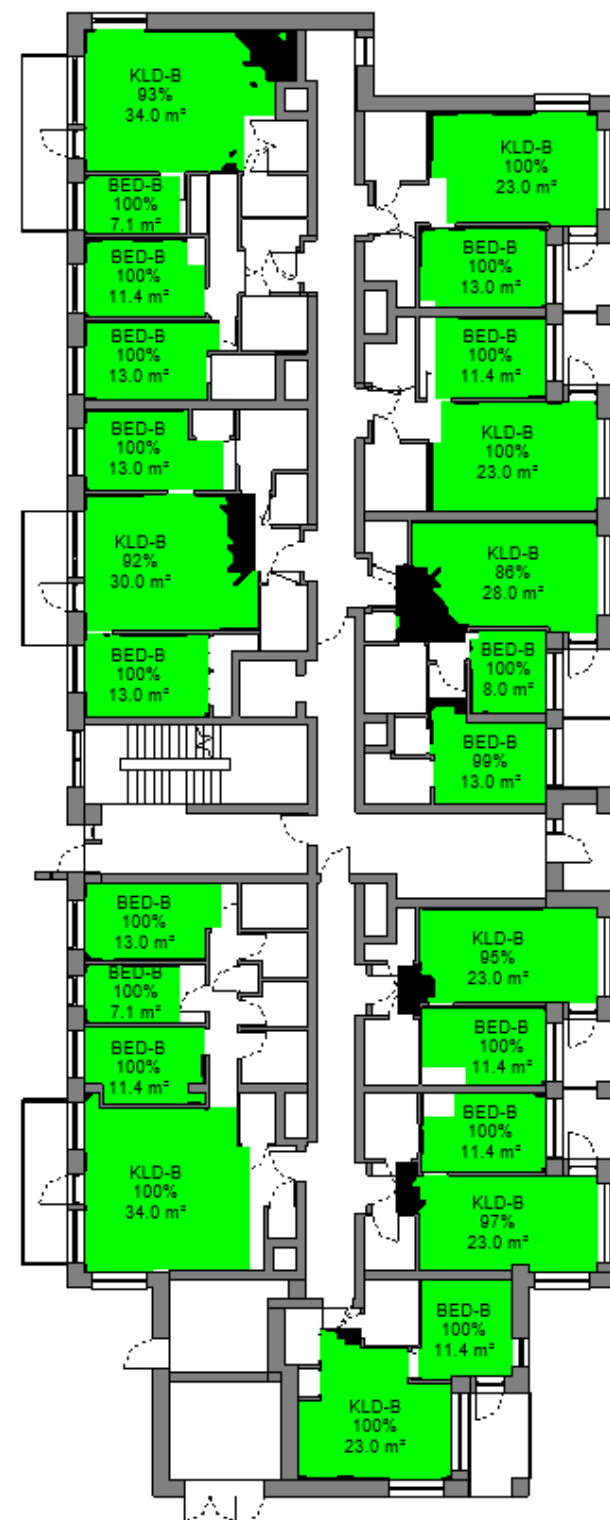 KLD-B
93%
34.0 m²
KLD-B
100%
23.0 m²
BED-B
100%
7.1 m²
BED-B
100%
13.0 m²
BED-B
100%
11.4 m²
BED-B
100%
11.4 m²
BED-B
100%
13.0 m²
BED-B
100%
13.0 m²
KLD-B
100%
23.0 m²
KLD-B
92%
30.0 m²
KLD-B
86%
28.0 m²
BED-B
100%
13.0 m²
BED-B
100%
8.0 m²
BED-B
99%
13.0 m²
BED-B
100%
13.0 m²
KLD-B
95%
23.0 m²
BED-B
100%
7.1 m²
BED-B
100%
11.4 m²
BED-B
100%
11.4 m²
BED-B
100%
11.4 m²
KLD-B
100%
34.0 m²
KLD-B
97%
23.0 m²
BED-B
100%
11.4 m²
KLD-B
100%
23.0 m²